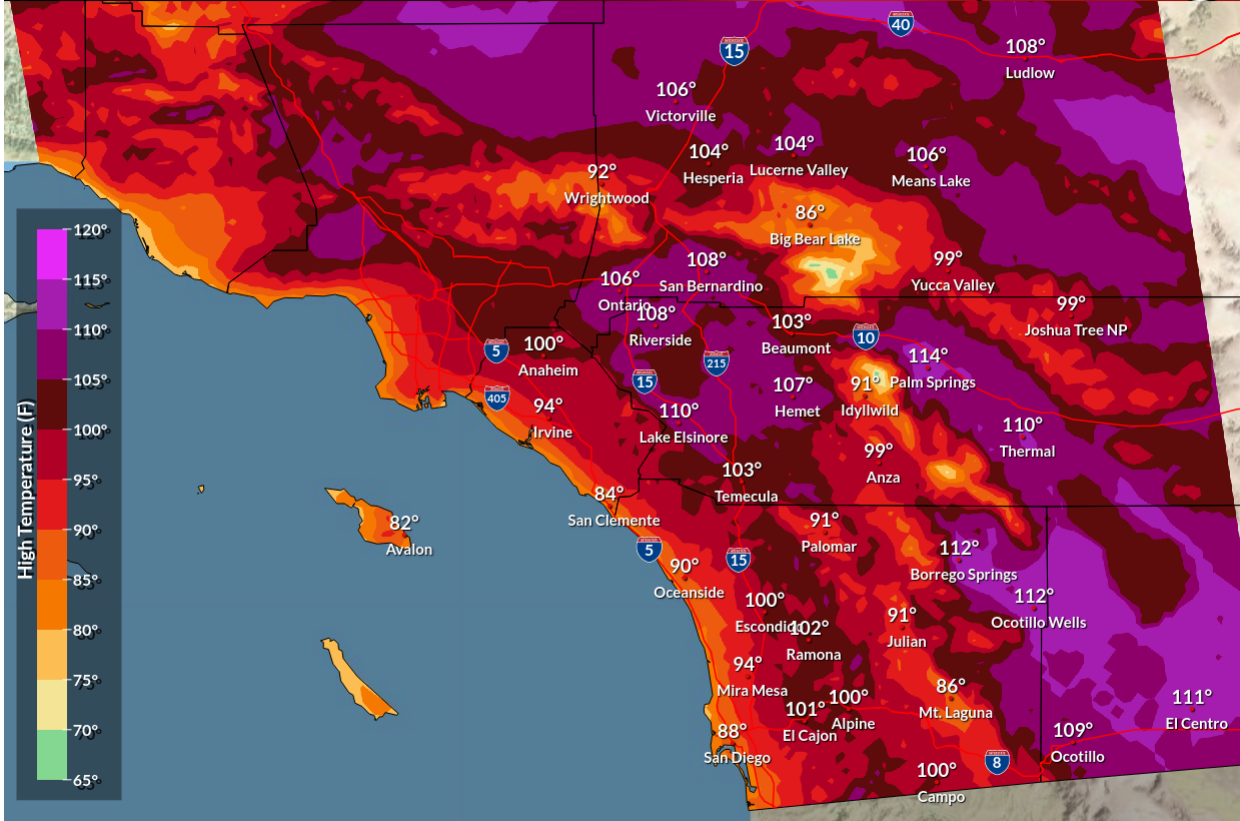 40
15
108°
Ludlow
106°
Victorville
104°
Hesperia
104°
Lucerne Valley
106°
Means Lake
92°
Wrightwood
86°
Big Bear Lake
120°
115°
110°
105°
100°
95°
90°
85°
80°
75°
70°
65°
High Temperature (F)
108°
San Bernardino
99°
Yucca Valley
106°
Ontario
108°
Riverside
99°
Joshua Tree NP
103°
Beaumont
10
5
100°
Anaheim
215
114°
Palm Springs
15
107°
Hemet
91°
Idyllwild
405
94°
Irvine
110°
Lake Elsinore
110°
Thermal
99°
Anza
103°
Temecula
84°
San Clemente
82°
Avalon
91°
Palomar
5
15
112°
Borrego Springs
90°
Oceanside
112°
Ocotillo Wells
100°
Escondido
102°
Ramona
91°
Julian
94°
Mira Mesa
86°
Mt. Laguna
100°
Alpine
101°
El Cajon
111°
El Centro
88°
San Diego
109°
Ocotillo
8
100°
Campo